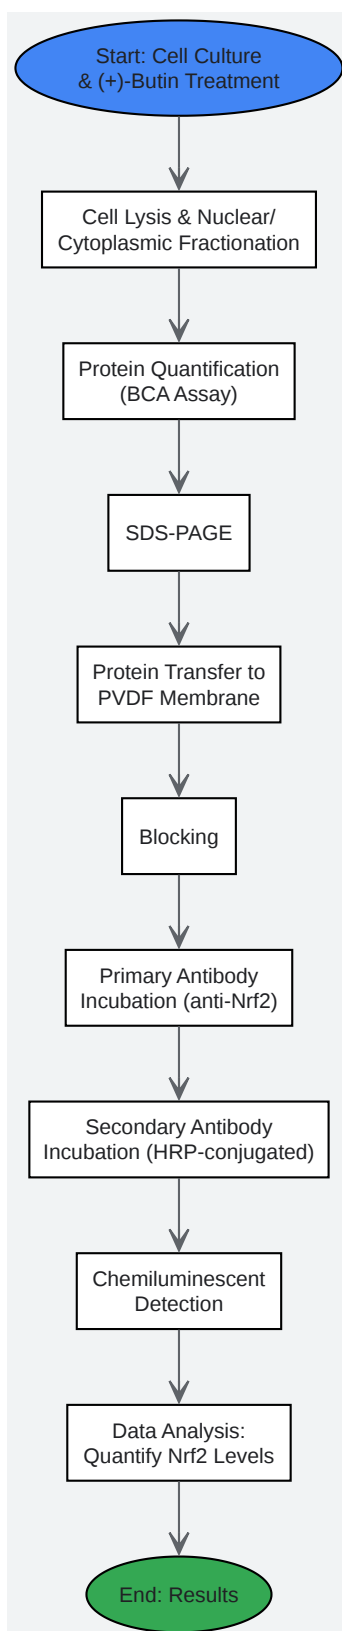 Start: Cell Culture
& (+)-Butin Treatment
Cell Lysis & Nuclear/
Cytoplasmic Fractionation
Protein Quantification
(BCA Assay)
SDS-PAGE
Protein Transfer to
PVDF Membrane
Blocking
Primary Antibody
Incubation (anti-Nrf2)
Secondary Antibody
Incubation (HRP-conjugated)
Chemiluminescent
Detection
Data Analysis:
Quantify Nrf2 Levels
End: Results